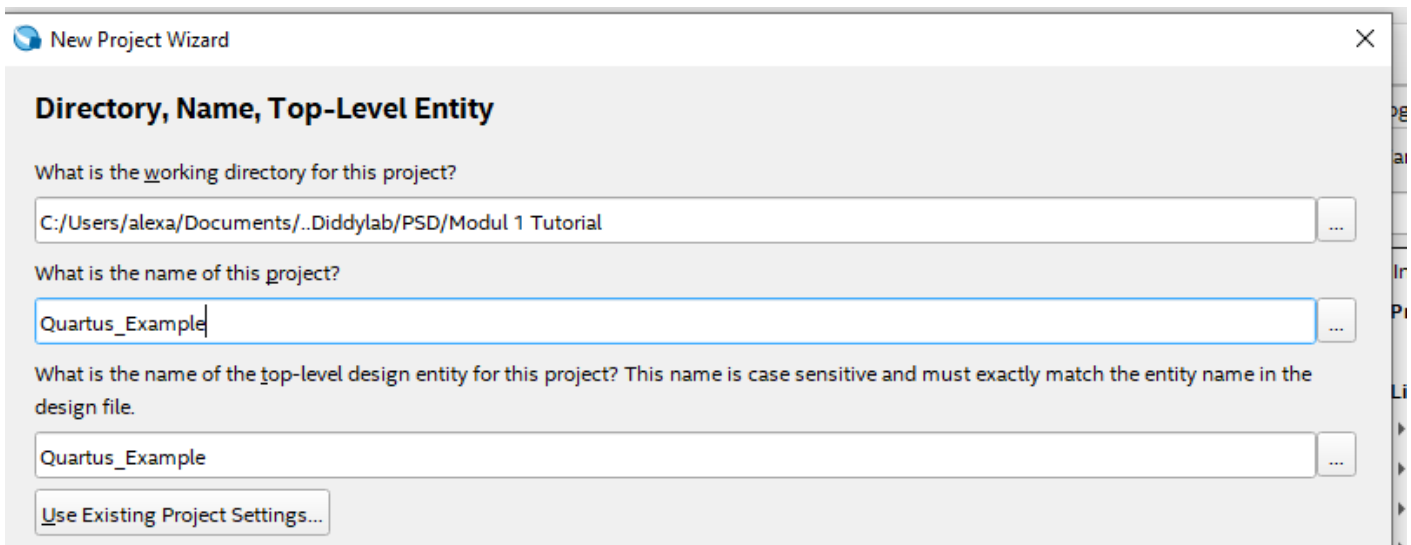 New Project Wizard
Directory, Name, Top-Level Entity
What is the working directory for this project?
C:/Users/alexa/Documents/..Diddylab/PSD/Modul 1 Tutorial
...
What is the name of this project?
Quartus_Example
...
What is the name of the top-level design entity for this project? This name is case sensitive and must exactly match the entity name in the
design file.
Quartus_Example
...
Use Existing Project Settings...